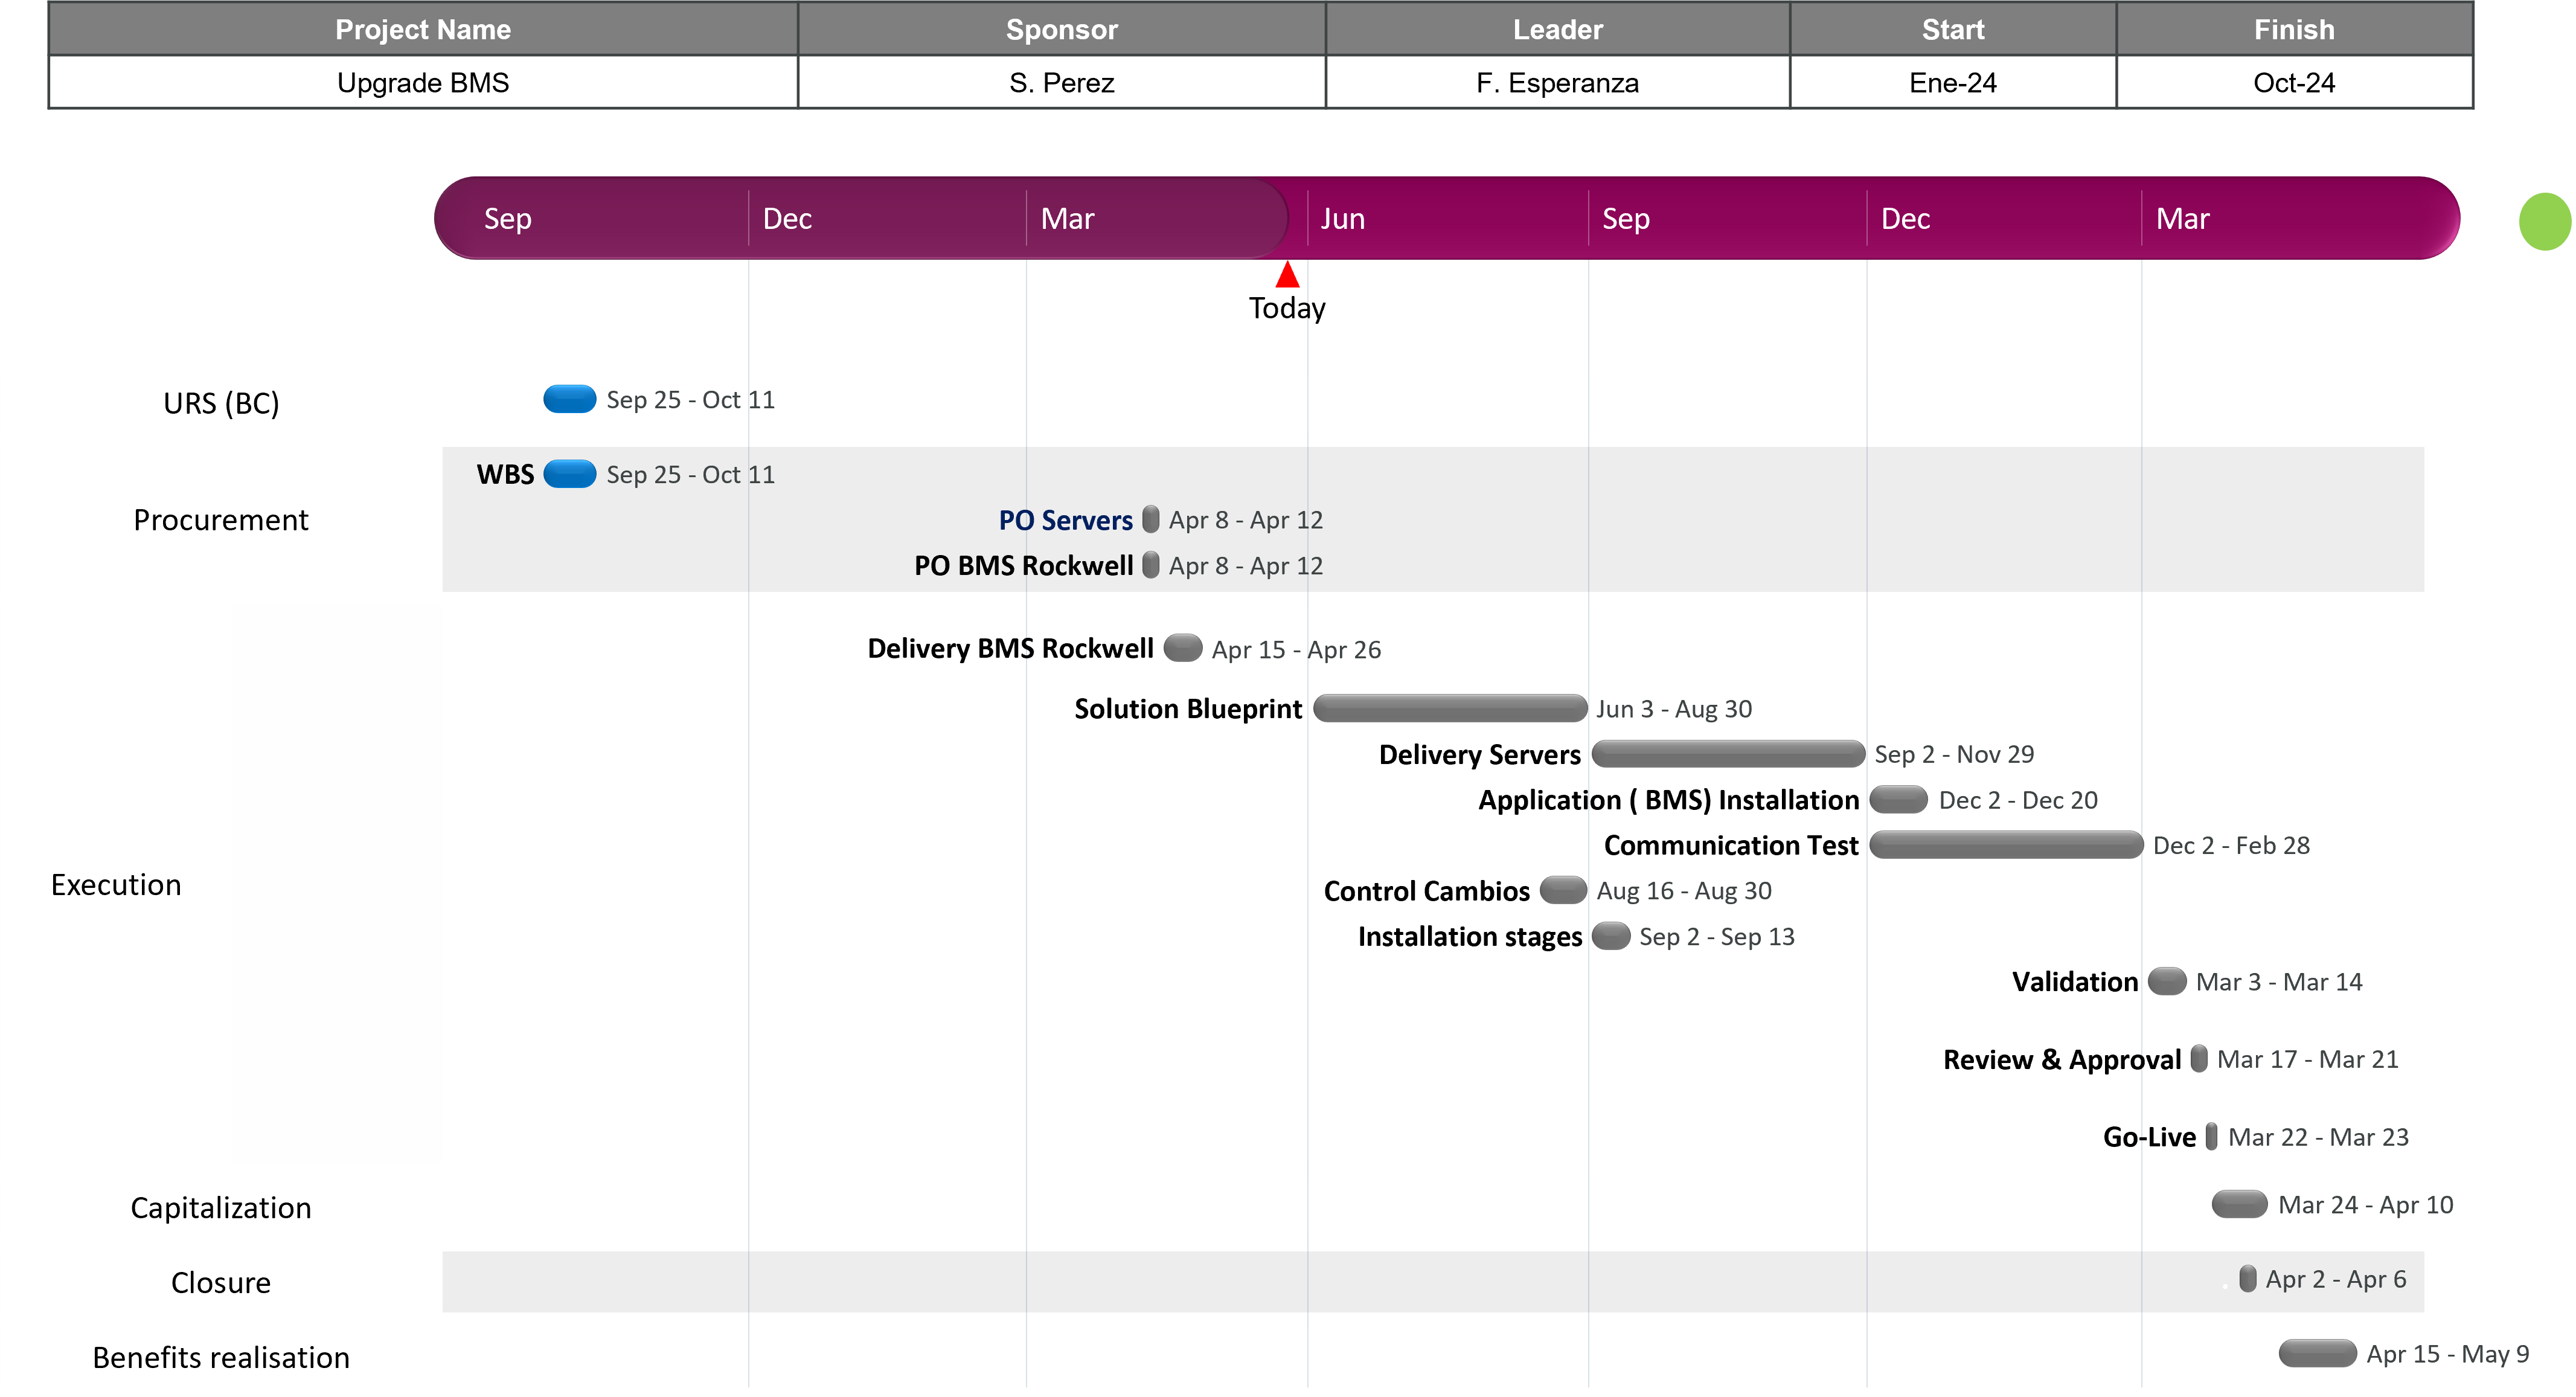 Project Name Sponsor Leader Start Finish
Upgrade BMS S. Perez F. Esperanza Ene-24 Oct-24
Sep Dec Mar Jun Sep Dec Mar
Today
URS (BC) Sep 25 - Oct 11
WBS Sep 25 - Oct 11
Procurement PO Servers Apr 8 - Apr 12
PO BMS Rockwell Apr 8 - Apr 12
Delivery BMS Rockwell Apr 15 - Apr 26
Solution Blueprint Jun 3 - Aug 30
Delivery Servers Sep 2 - Nov 29
Application ( BMS) Installation Dec 2 - Dec 20
Communication Test Dec 2 - Feb 28
Execution Control Cambios Aug 16 - Aug 30
Installation stages Sep 2 - Sep 13
Validation Mar 3 - Mar 14
Review & Approval Mar 17 - Mar 21
Go-Live Mar 22 - Mar 23
Capitalization Mar 24 - Apr 10
Closure . Apr 2 - Apr 6
Benefits realisation Apr 15 - May 9